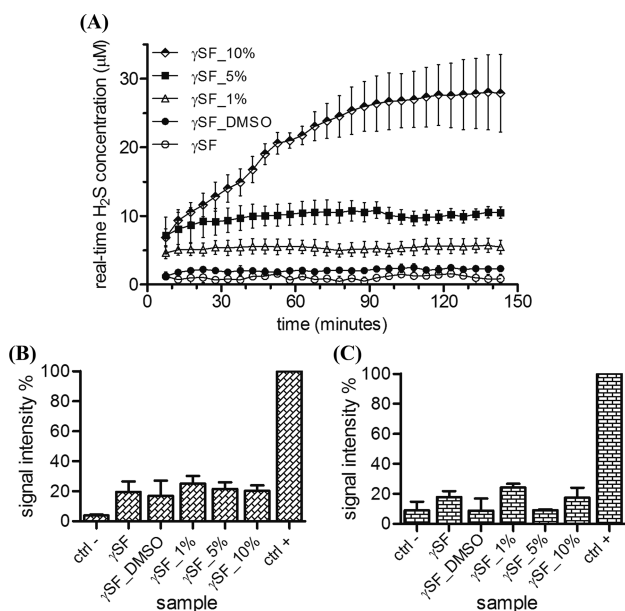 (A)
real-time H₂S concentration (μM)
30
20
10
0
γSF_10%
γSF_5%
γSF_1%
γSF_DMSO
γSF
0 30 60 90 120 150
time (minutes)
(B)
signal intensity %
100
80
60
40
20
0
ctrl -
γSF
γSF_DMSO
γSF_1%
γSF_5%
γSF_10%
ctrl +
sample
(C)
signal intensity %
100
80
60
40
20
0
ctrl -
γSF
γSF_DMSO
γSF_1%
γSF_5%
γSF_10%
ctrl +
sample